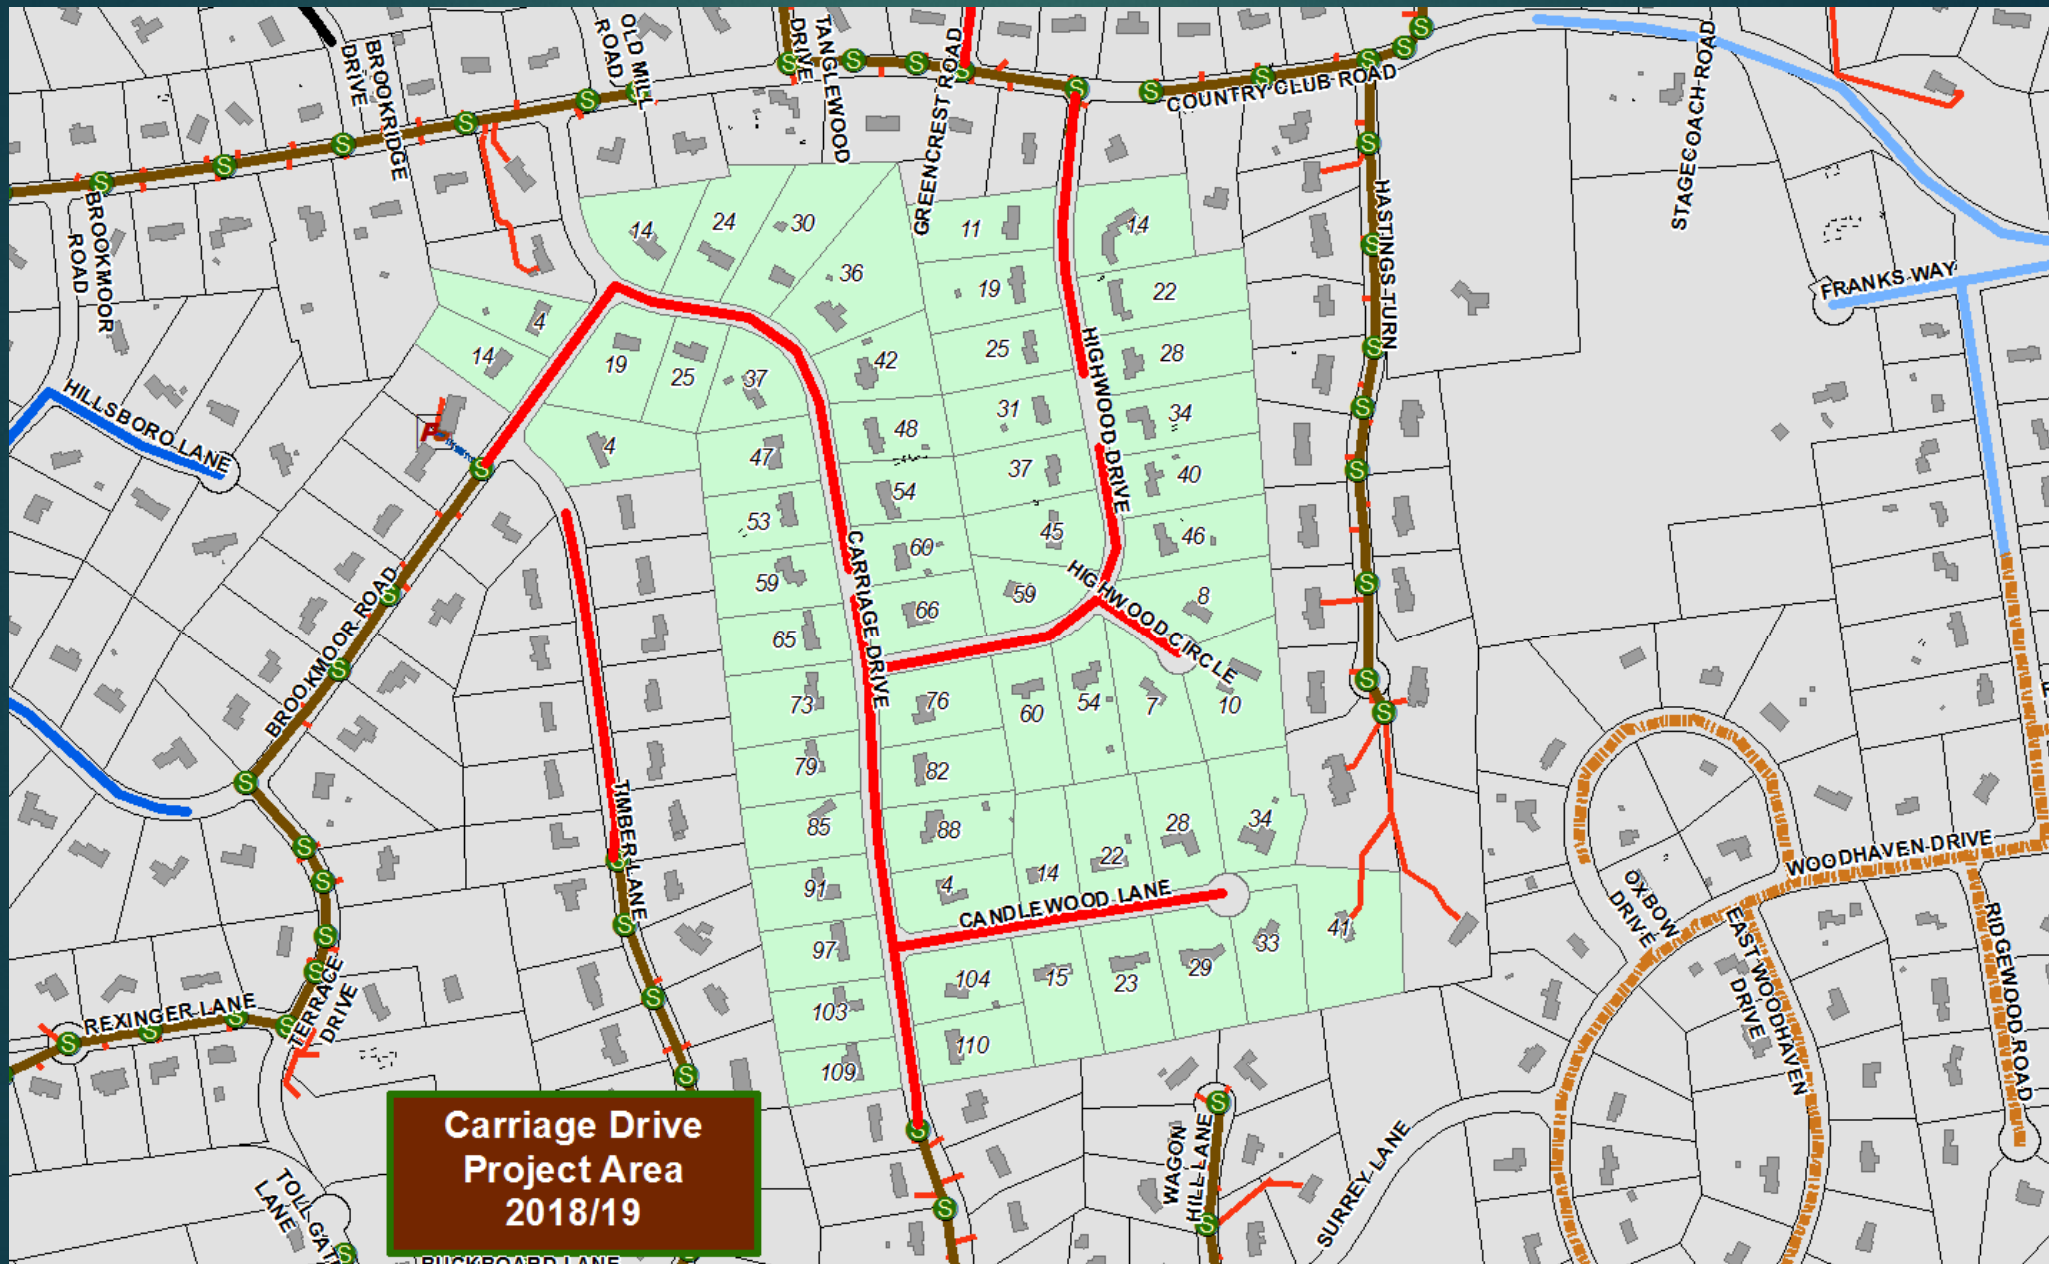 OLD MILL
ROAD
TANGLEWOOD
DRIVE
GREENCREST ROAD
BROOKRIDGE
DRIVE
COUNTRY CLUB ROAD
STAGECOACH ROAD
BROOKMOOR
ROAD
HASTINGS TURN
FRANKS WAY
14
24
30
36
11
14
19
22
4
14
19
25
37
42
25
28
HIGHWOOD DRIVE
HILLSBORO LANE
31
34
4
47
48
37
40
53
54
45
46
CARRIAGE DRIVE
59
60
59
HIGHWOOD CIRCLE
8
65
66
BROOKMOOR ROAD
73
76
60
54
7
10
79
82
TIMBER LANE
85
88
28
34
22
14
4
91
CANDLEWOOD LANE
WOODHAVEN DRIVE
OXBOW
DRIVE
EAST WOODHAVEN
DRIVE
RIDGEWOOD ROAD
97
104
15
23
29
33
41
REXINGER LANE
TERRACE
DRIVE
103
110
109
WAGON
HILL LANE
SURREY LANE
TOLL GATE
LANE
BUCKBOARD LANE
Carriage Drive
Project Area
2018/19